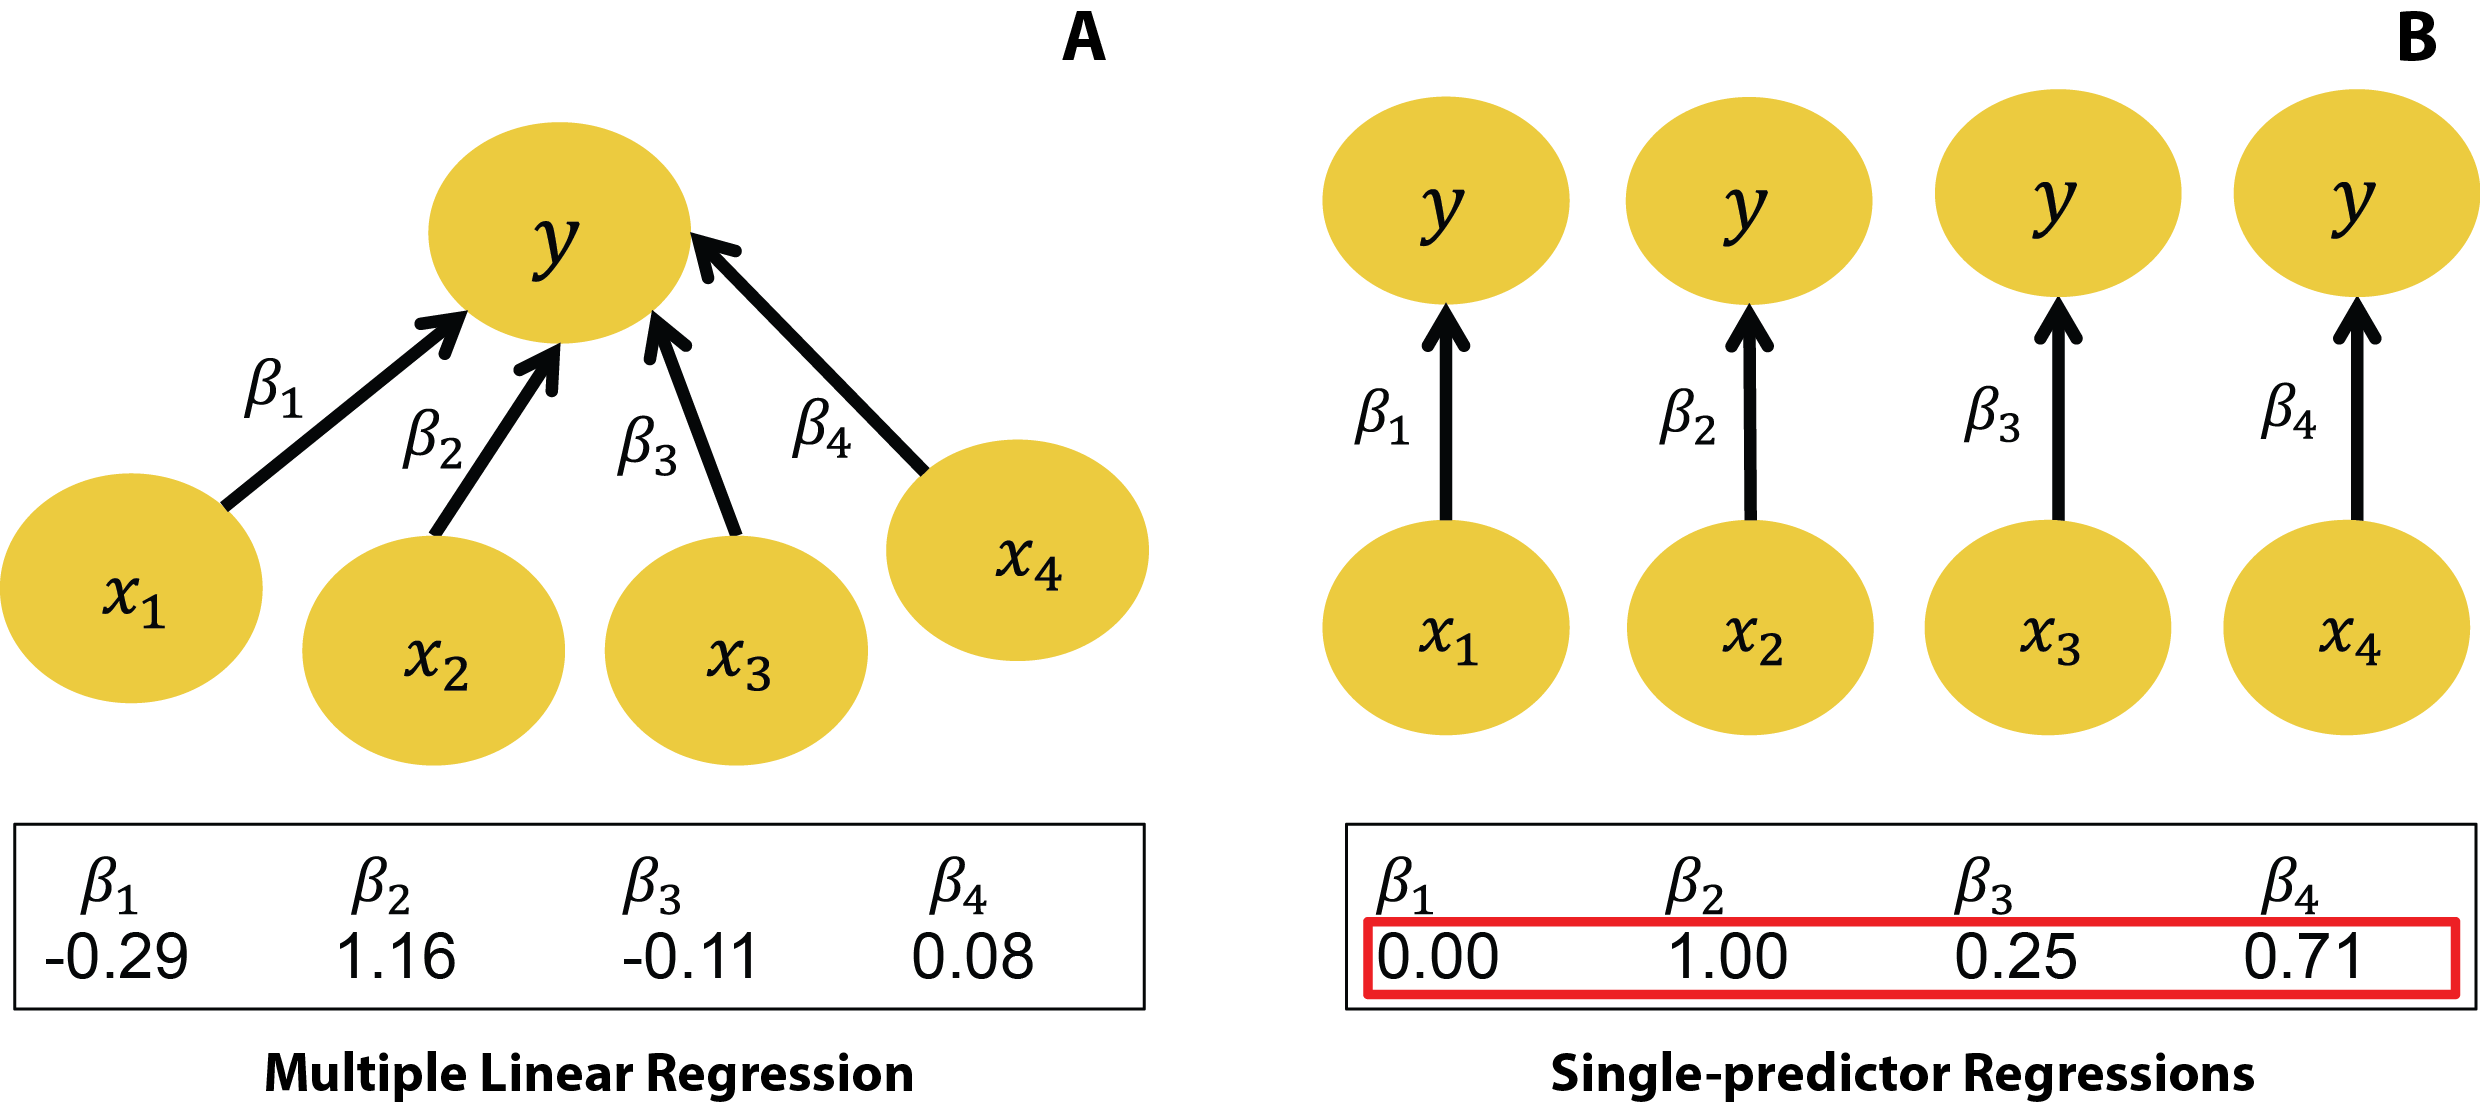 A
y
β1
β2
β3
β4
x1
x2
x3
x4
β1 β2 β3 β4
-0.29 1.16 -0.11 0.08
Multiple Linear Regression
B
y y y y
β1 β2 β3 β4
x1 x2 x3 x4
β1 β2 β3 β4
0.00 1.00 0.25 0.71
Single-predictor Regressions